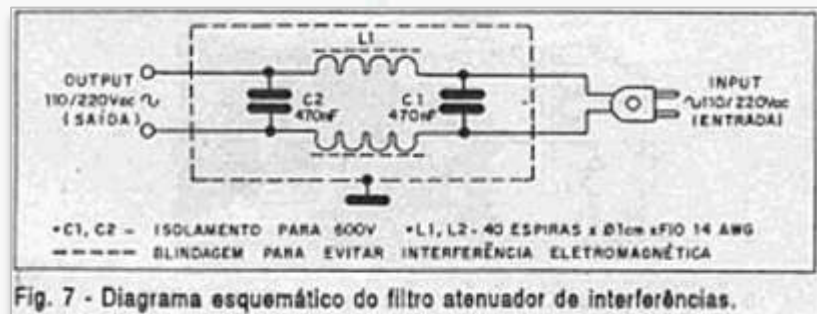 L1
OUTPUT
110/220Vac
(SAÍDA)
C2
470nF
C1
470nF
INPUT
110/220Vac
(ENTRADA)
•C1, C2 – ISOLAMENTO PARA 600V •L1, L2 - 40 ESPIRAS x Ø1cm xFIO 14 AWG
BLINDAGEM PARA EVITAR INTERFERÊNCIA ELETROMAGNÉTICA
Fig. 7 - Diagrama esquemático do filtro atenuador de interferências.